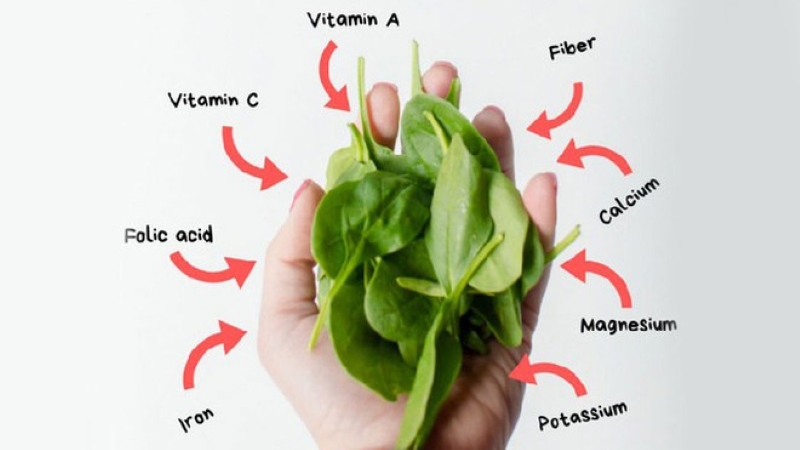 Vitamin A
Fiber
Vitamin C
Calcium
Folic acid
Magnesium
Iron
Potassium